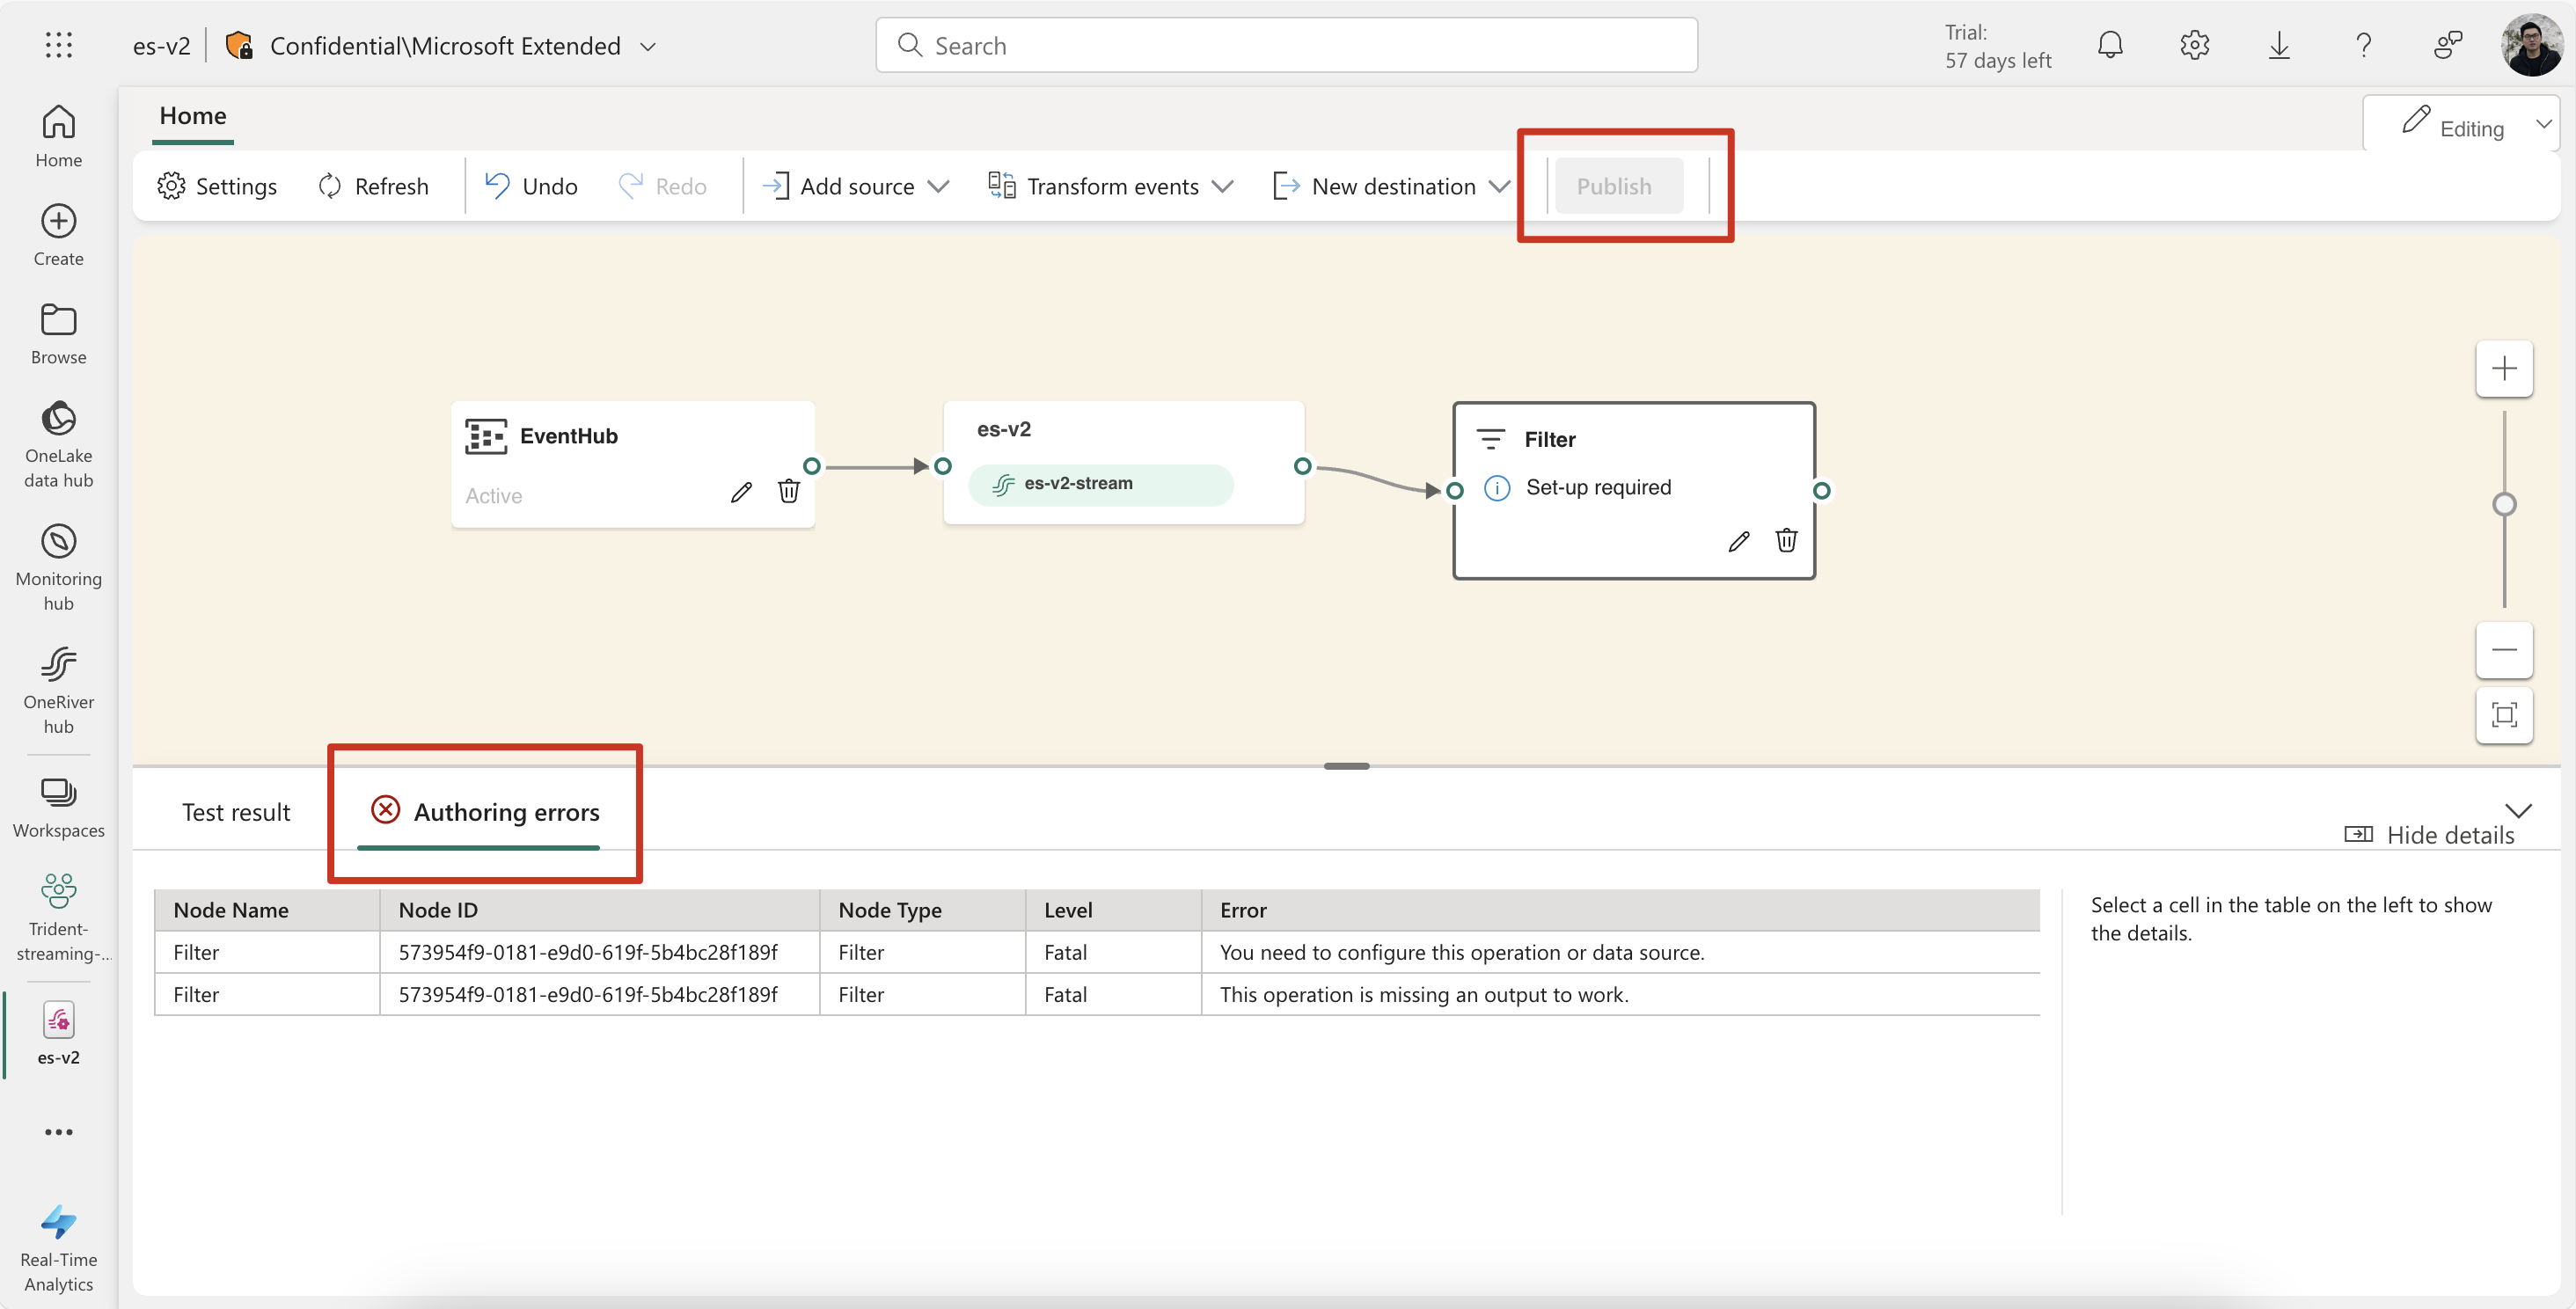 es-v2
Confidential\Microsoft Extended
Search
Trial:
57 days left
Home
Editing
Settings
Refresh
Undo
Redo
Add source
Transform events
New destination
Publish
Home
Create
Browse
OneLake
data hub
Monitoring
hub
OneRiver
hub
Workspaces
Trident-
streaming-...
es-v2
Real-Time
Analytics
EventHub
Active
es-v2
es-v2-stream
Filter
Set-up required
Test result
Authoring errors
Hide details
Node Name Node ID Node Type Level Error
Filter 573954f9-0181-e9d0-619f-5b4bc28f189f Filter Fatal You need to configure this operation or data source.
Filter 573954f9-0181-e9d0-619f-5b4bc28f189f Filter Fatal This operation is missing an output to work.
Select a cell in the table on the left to show
the details.